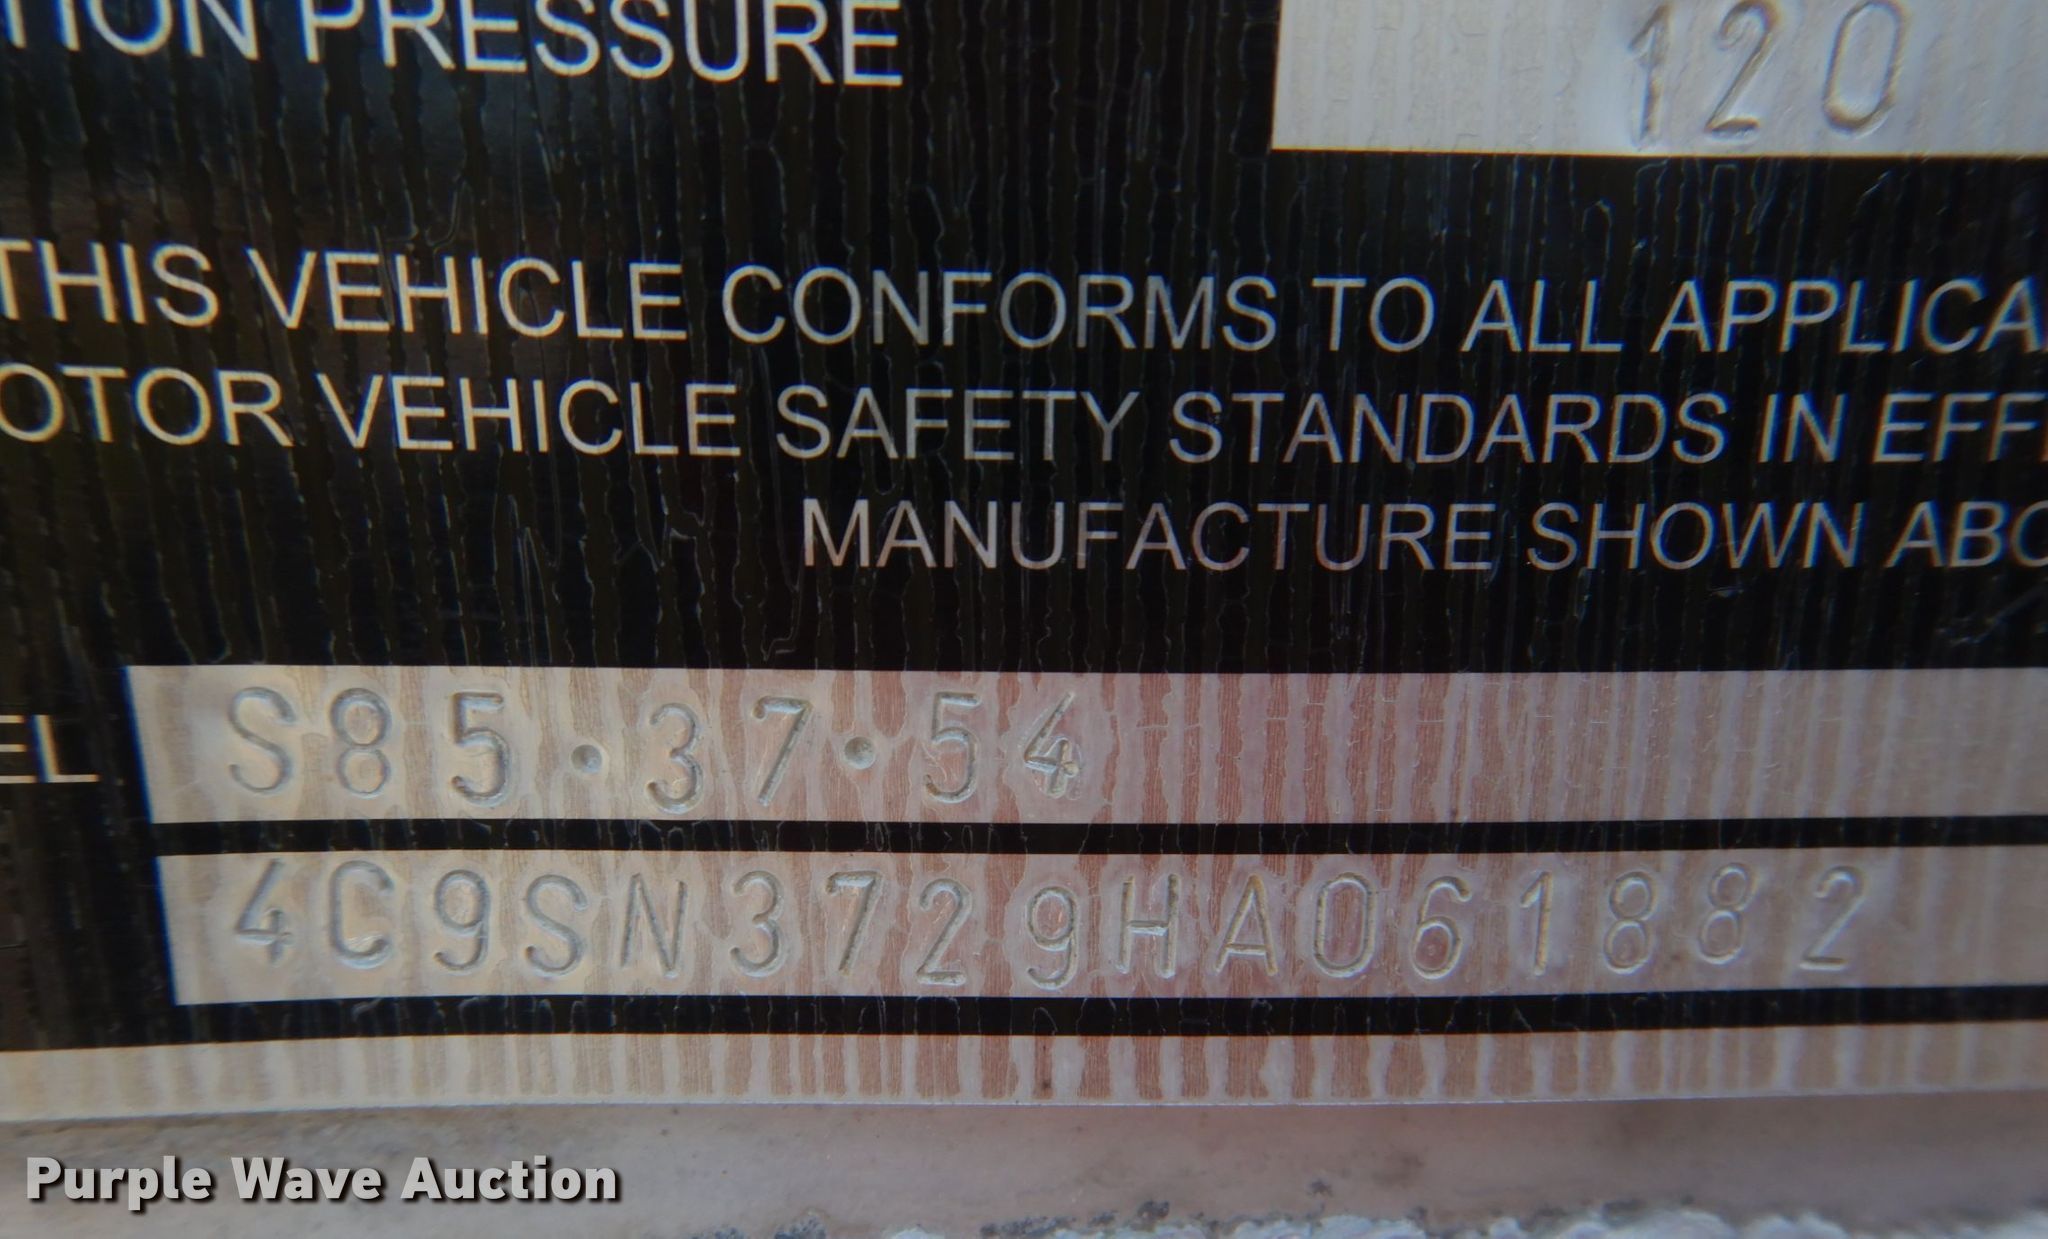 TION PRESSURE 120
THIS VEHICLE CONFORMS TO ALL APPLICA
OTOR VEHICLE SAFETY STANDARDS IN EFF
MANUFACTURE SHOWN ABO
EL S85·37·54
4C9SN3729HA061882
Purple Wave Auction